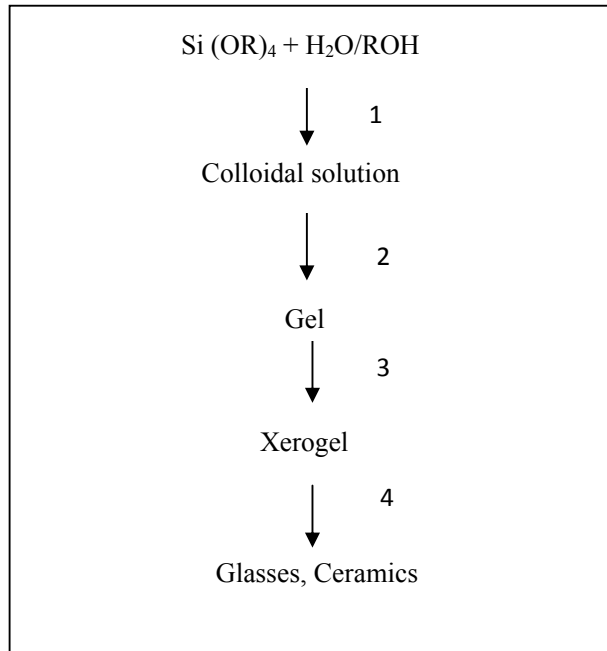 Si (OR)₄ + H₂O/ROH
1
Colloidal solution
2
Gel
3
Xerogel
4
Glasses, Ceramics